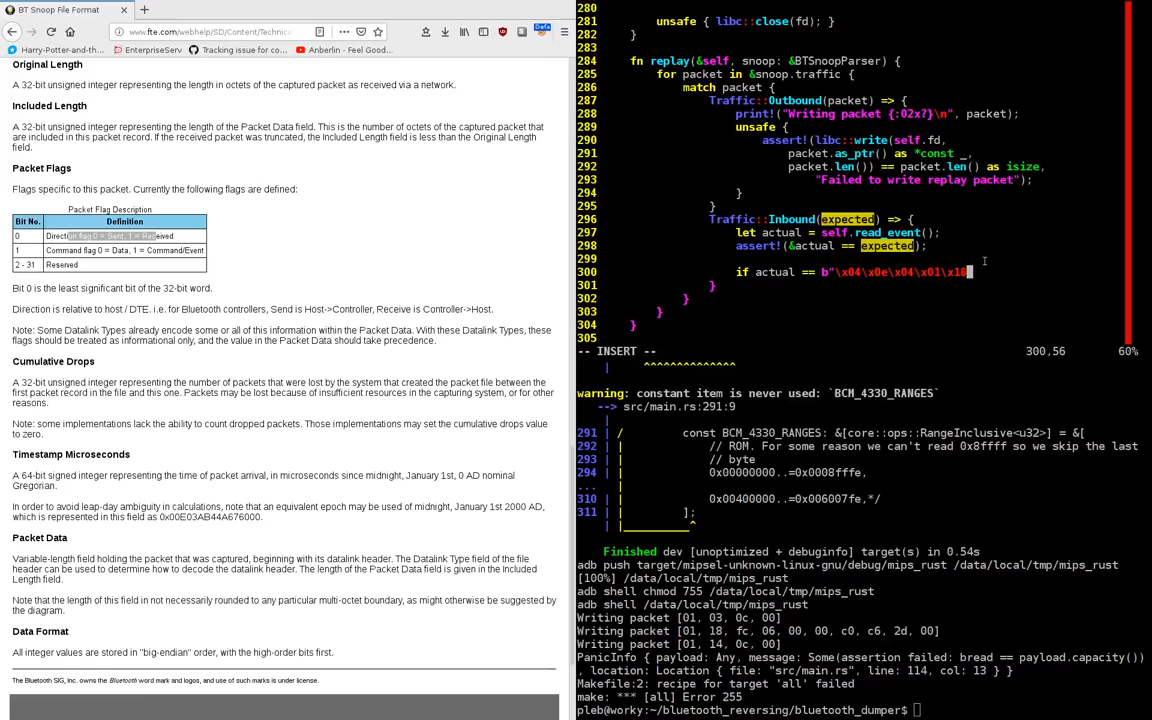 BT Snoop File Format
www.fte.com/webhelp/SD/Content/Technica
Defa
Harry-Potter-and-th...
EnterpriseServ
Tracking issue for co...
Anberlin - Feel Good...
Original Length
A 32-bit unsigned integer representing the length in octets of the captured packet as received via a network.
Included Length
A 32-bit unsigned integer representing the length of the Packet Data field. This is the number of octets of the captured packet that
are included in this packet record. If the received packet was truncated, the Included Length field is less than the Original Length
field.
Packet Flags
Flags specific to this packet. Currently the following flags are defined:
Packet Flag Description
Bit No. Definition
0 Direction flag 0 = Sent, 1 = Received
1 Command flag 0 = Data, 1 = Command/Event
2 - 31 Reserved
Bit 0 is the least significant bit of the 32-bit word.
Direction is relative to host / DTE. i.e. for Bluetooth controllers, Send is Host->Controller, Receive is Controller->Host.
Note: Some Datalink Types already encode some or all of this information within the Packet Data. With these Datalink Types, these
flags should be treated as informational only, and the value in the Packet Data should take precedence.
Cumulative Drops
A 32-bit unsigned integer representing the number of packets that were lost by the system that created the packet file between the
first packet record in the file and this one. Packets may be lost because of insufficient resources in the capturing system, or for other
reasons.
Note: some implementations lack the ability to count dropped packets. Those implementations may set the cumulative drops value
to zero.
Timestamp Microseconds
A 64-bit signed integer representing the time of packet arrival, in microseconds since midnight, January 1st, 0 AD nominal
Gregorian.
In order to avoid leap-day ambiguity in calculations, note that an equivalent epoch may be used of midnight, January 1st 2000 AD,
which is represented in this field as 0x00E03AB44A676000.
Packet Data
Variable-length field holding the packet that was captured, beginning with its datalink header. The Datalink Type field of the file
header can be used to determine how to decode the datalink header. The length of the Packet Data field is given in the Included
Length field.
Note that the length of this field in not necessarily rounded to any particular multi-octet boundary, as might otherwise be suggested by
the diagram.
Data Format
All integer values are stored in "big-endian" order, with the high-order bits first.
The Bluetooth SIG, Inc. owns the Bluetooth word mark and logos, and use of such marks is under license.
280
281 unsafe { libc::close(fd); }
282 }
283
284 fn replay(&self, snoop: &BTSnoopParser) {
285 for packet in &snoop.traffic {
286 match packet {
287 Traffic::Outbound(packet) => {
288 print!("Writing packet {:02x?}\n", packet);
289 unsafe {
290 assert!(libc::write(self.fd,
291 packet.as_ptr() as *const _,
292 packet.len()) == packet.len() as isize,
293 "Failed to write replay packet");
294 }
295 }
296 Traffic::Inbound(expected) => {
297 let actual = self.read_event();
298 assert!(&actual == expected);
299
300 if actual == b"\x04\x0e\x04\x01\x18
301 }
302 }
303 }
304 }
305
-- INSERT -- 300,56 60%
| ^^^^^^^^^^^^^^
warning: constant item is never used: `BCM_4330_RANGES`
--> src/main.rs:291:9
|
291 | / const BCM_4330_RANGES: &[core::ops::RangeInclusive<u32>] = &[
292 | | // ROM. For some reason we can't read 0x8ffff so we skip the last
293 | | // byte
294 | | 0x00000000..=0x0008fffe,
... |
310 | | 0x00400000..=0x006007fe,*/
311 | | ];
| |_________^
Finished dev [unoptimized + debuginfo] target(s) in 0.54s
adb push target/mipsel-unknown-linux-gnu/debug/mips_rust /data/local/tmp/mips_rust
[100%] /data/local/tmp/mips_rust
adb shell chmod 755 /data/local/tmp/mips_rust
adb shell /data/local/tmp/mips_rust
Writing packet [01, 03, 0c, 00]
Writing packet [01, 18, fc, 06, 00, 00, c0, c6, 2d, 00]
Writing packet [01, 14, 0c, 00]
PanicInfo { payload: Any, message: Some(assertion failed: bread == payload.capacity())
, location: Location { file: "src/main.rs", line: 114, col: 13 } }
Makefile:2: recipe for target 'all' failed
make: *** [all] Error 255
pleb@worky:~/bluetooth_reversing/bluetooth_dumper$